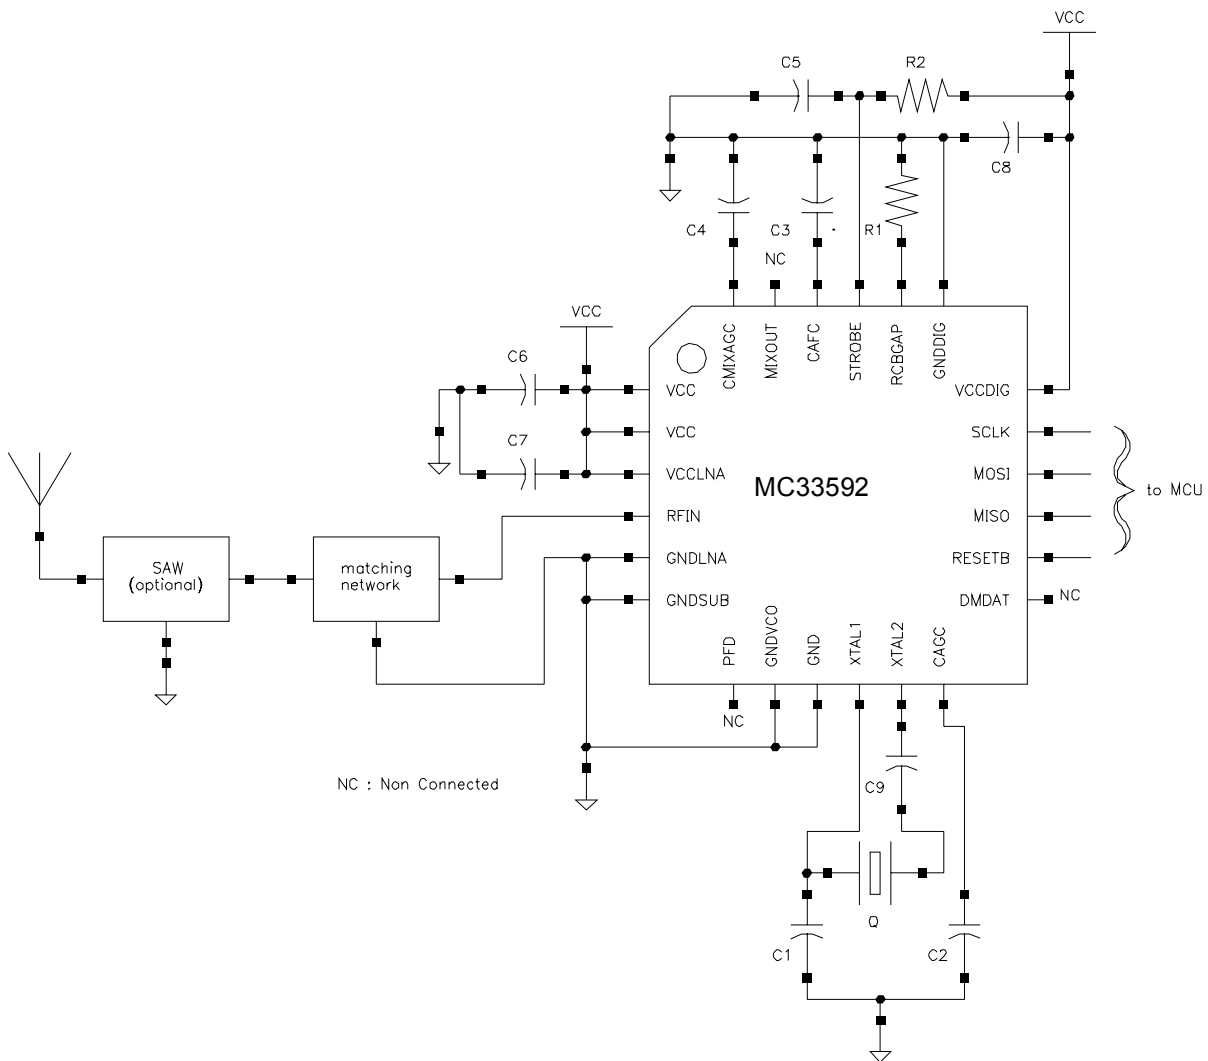 VCC
C5
R2
C8
C4
C3
R1
NC
VCC
C6
C7
CMIXAGC
MIXOUT
CAFC
STROBE
RCBGAP
GNDDIG
VCC
VCC
VCCLNA
RFIN
GNDLNA
GNDSUB
MC33592
VCCDIG
SCLK
MOSI
MISO
RESETB
DMDAT
NC
to MCU
SAW
(optional)
matching
network
PFD
GNDVCO
GND
XTAL1
XTAL2
CAGC
NC
NC : Non Connected
C9
Q
C1
C2